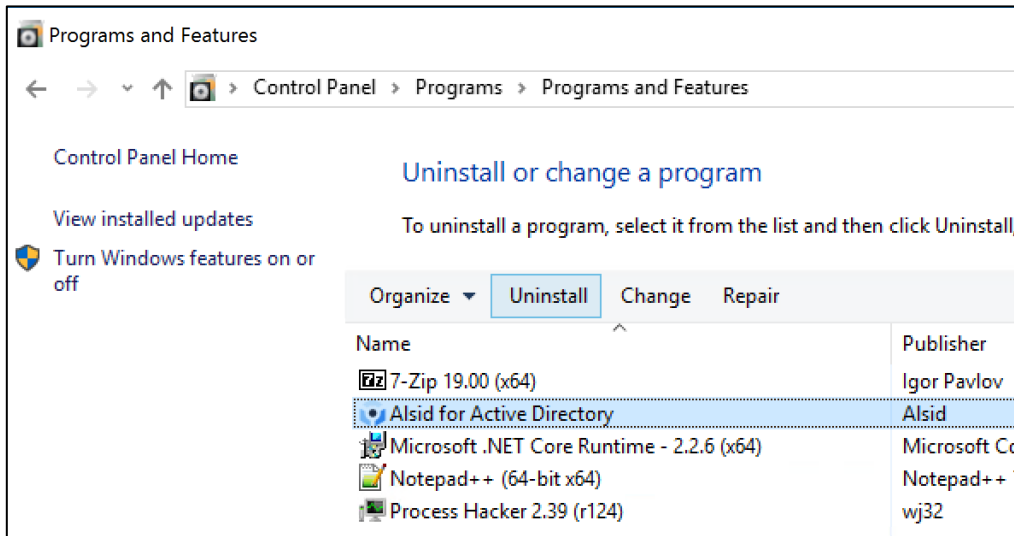 Programs and Features
Control Panel > Programs > Programs and Features
Control Panel Home
View installed updates
Turn Windows features on or
off
Uninstall or change a program
To uninstall a program, select it from the list and then click Uninstall,
Organize Uninstall Change Repair
Name Publisher
7-Zip 19.00 (x64) Igor Pavlov
Alsid for Active Directory Alsid
Microsoft .NET Core Runtime - 2.2.6 (x64) Microsoft Co
Notepad++ (64-bit x64) Notepad++
Process Hacker 2.39 (r124) wj32